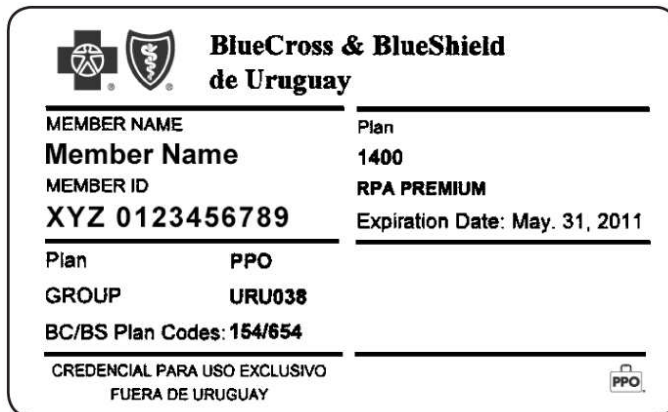 BlueCross & BlueShield
de Uruguay
MEMBER NAME
Member Name
MEMBER ID
XYZ 0123456789
Plan
1400
RPA PREMIUM
Expiration Date: May. 31, 2011
Plan PPO
GROUP URU038
BC/BS Plan Codes: 154/654
CREDENCIAL PARA USO EXCLUSIVO
FUERA DE URUGUAY
PPO